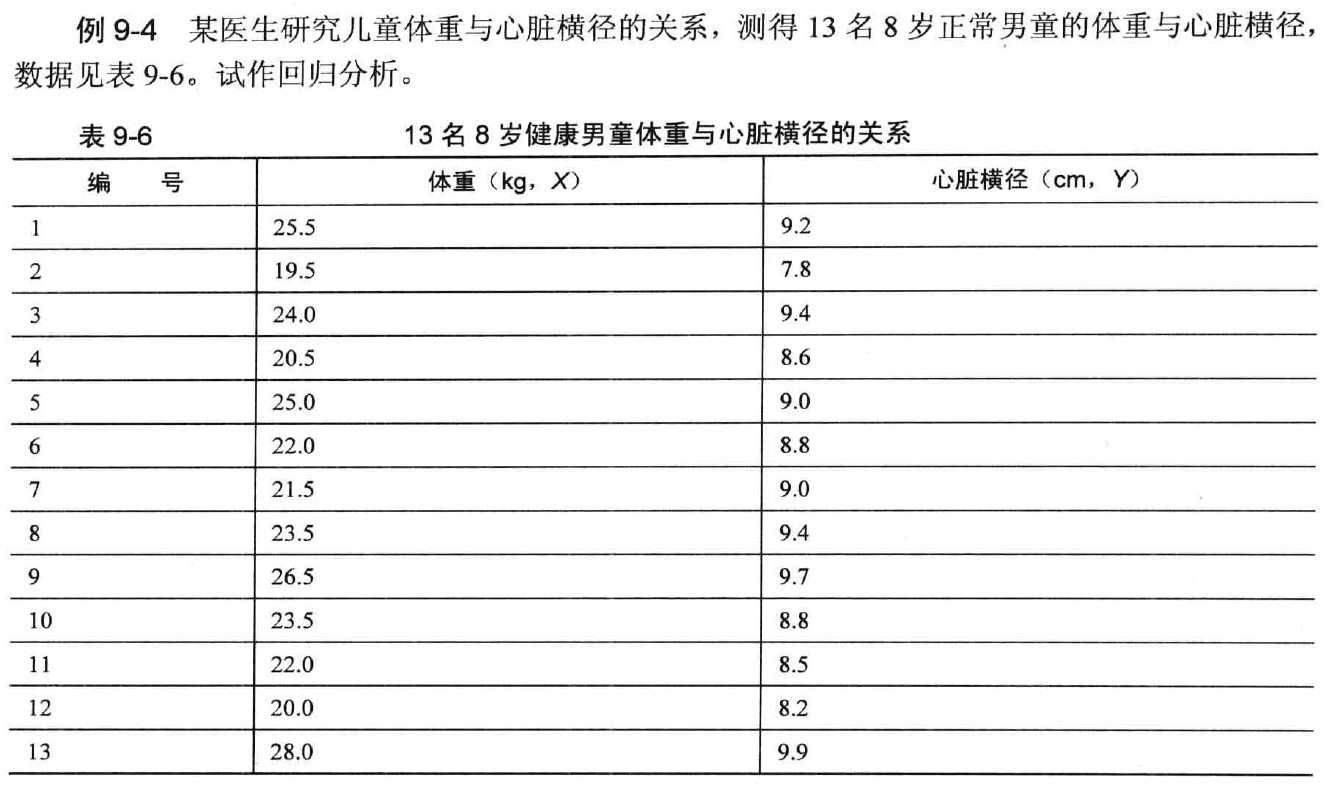 例 9-4 某医生研究儿童体重与心脏横径的关系，测得 13 名 8 岁正常男童的体重与心脏横径，
数据见表 9-6。试作回归分析。
表 9-6 13 名 8 岁健康男童体重与心脏横径的关系
编 号 体重（kg，X） 心脏横径（cm，Y）
1 25.5 9.2
2 19.5 7.8
3 24.0 9.4
4 20.5 8.6
5 25.0 9.0
6 22.0 8.8
7 21.5 9.0
8 23.5 9.4
9 26.5 9.7
10 23.5 8.8
11 22.0 8.5
12 20.0 8.2
13 28.0 9.9